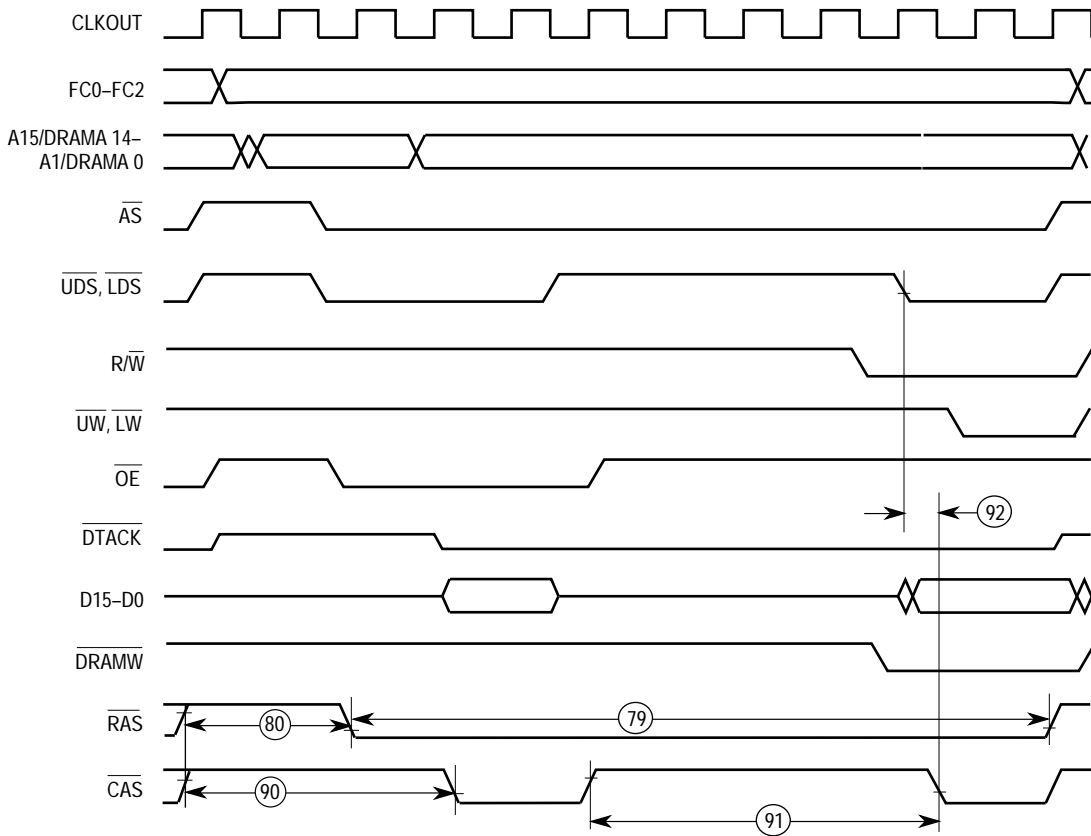 CLKOUT
FC0–FC2
A15/DRAMA 14–
A1/DRAMA 0
AS
UDS, LDS
R/W
UW, LW
OE
92
DTACK
D15–D0
DRAMW
RAS
80
79
CAS
90
91